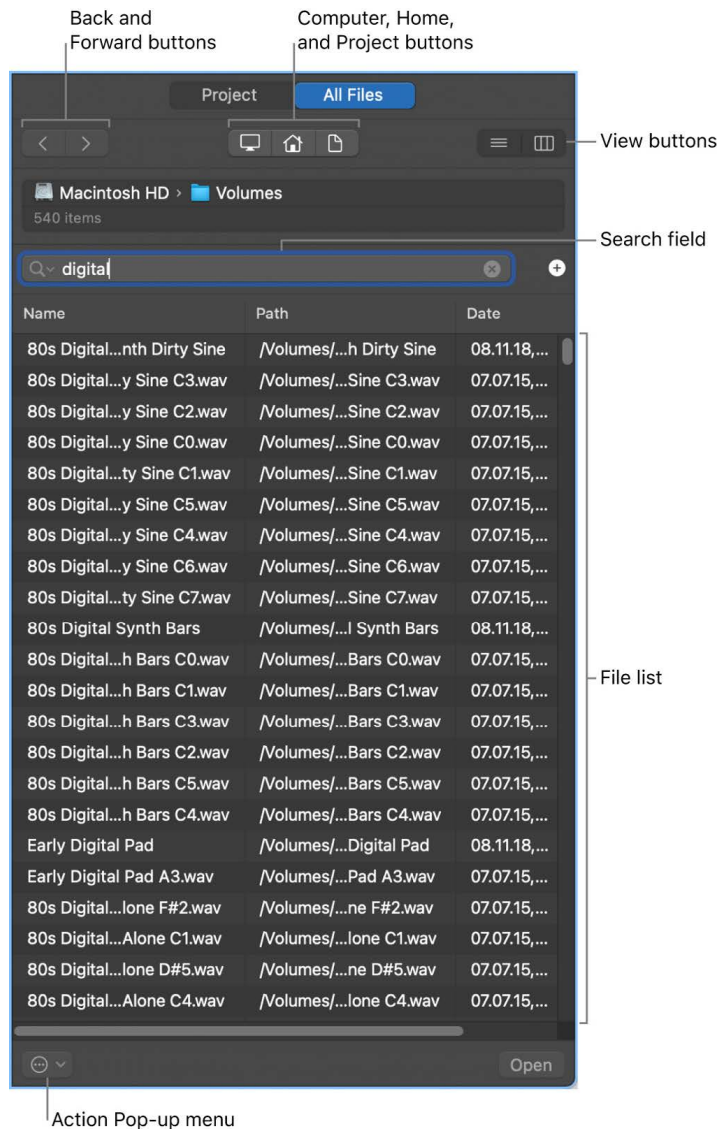 Back and
Forward buttons
Computer, Home,
and Project buttons
Project
All Files
View buttons
Macintosh HD › Volumes
540 items
Search field
digital
Name Path Date
80s Digital...nth Dirty Sine /Volumes/...h Dirty Sine 08.11.18,...
80s Digital...y Sine C3.wav /Volumes/...Sine C3.wav 07.07.15,...
80s Digital...y Sine C2.wav /Volumes/...Sine C2.wav 07.07.15,...
80s Digital...y Sine C0.wav /Volumes/...Sine C0.wav 07.07.15,...
80s Digital...ty Sine C1.wav /Volumes/...Sine C1.wav 07.07.15,...
80s Digital...y Sine C5.wav /Volumes/...Sine C5.wav 07.07.15,...
80s Digital...y Sine C4.wav /Volumes/...Sine C4.wav 07.07.15,...
80s Digital...y Sine C6.wav /Volumes/...Sine C6.wav 07.07.15,...
80s Digital...ty Sine C7.wav /Volumes/...Sine C7.wav 07.07.15,...
80s Digital Synth Bars /Volumes/...l Synth Bars 08.11.18,...
80s Digital...h Bars C0.wav /Volumes/...Bars C0.wav 07.07.15,...
80s Digital...h Bars C1.wav /Volumes/...Bars C1.wav 07.07.15,...
80s Digital...h Bars C3.wav /Volumes/...Bars C3.wav 07.07.15,...
80s Digital...h Bars C2.wav /Volumes/...Bars C2.wav 07.07.15,...
80s Digital...h Bars C5.wav /Volumes/...Bars C5.wav 07.07.15,...
80s Digital...h Bars C4.wav /Volumes/...Bars C4.wav 07.07.15,...
Early Digital Pad /Volumes/...Digital Pad 08.11.18,...
Early Digital Pad A3.wav /Volumes/...Pad A3.wav 07.07.15,...
80s Digital...lone F#2.wav /Volumes/...ne F#2.wav 07.07.15,...
80s Digital...Alone C1.wav /Volumes/...lone C1.wav 07.07.15,...
80s Digital...lone D#5.wav /Volumes/...ne D#5.wav 07.07.15,...
80s Digital...Alone C4.wav /Volumes/...lone C4.wav 07.07.15,...
File list
Open
Action Pop-up menu